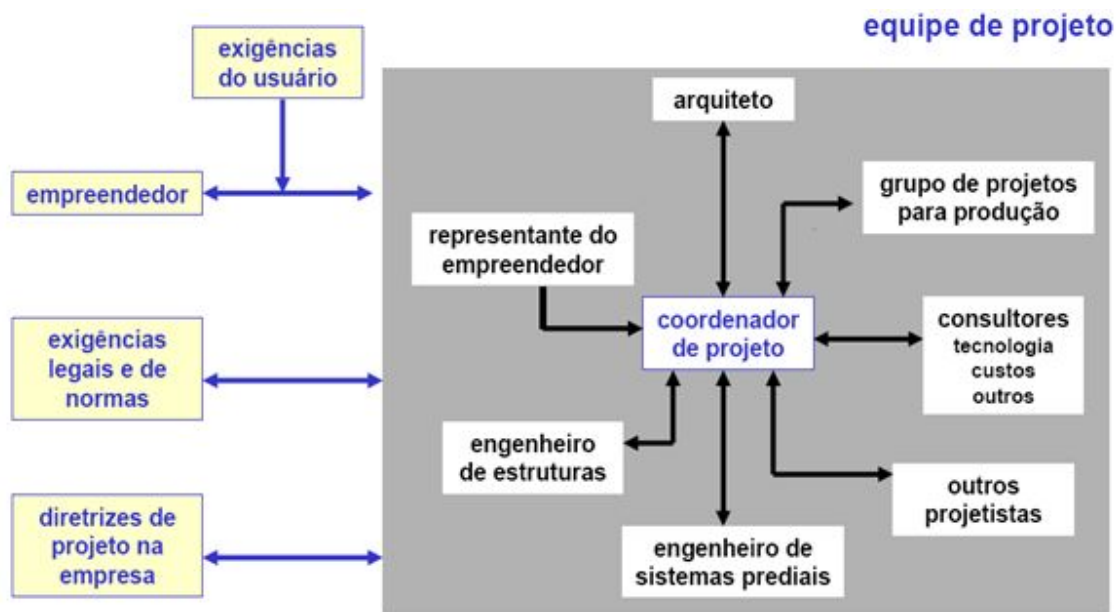 equipe de projeto
exigências
do usuário
empreendedor
exigências
legais e de
normas
diretrizes de
projeto na
empresa
arquiteto
grupo de projetos
para produção
representante do
empreendedor
coordenador
de projeto
consultores
tecnologia
custos
outros
engenheiro
de estruturas
outros
projetistas
engenheiro de
sistemas prediais